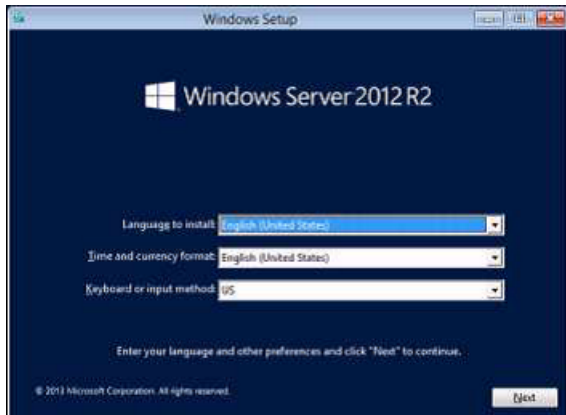 Windows Setup
Windows Server 2012 R2
Language to install: English (United States)
Time and currency format: English (United States)
Keyboard or input method: US
Enter your language and other preferences and click "Next" to continue.
© 2013 Microsoft Corporation. All rights reserved.
Next